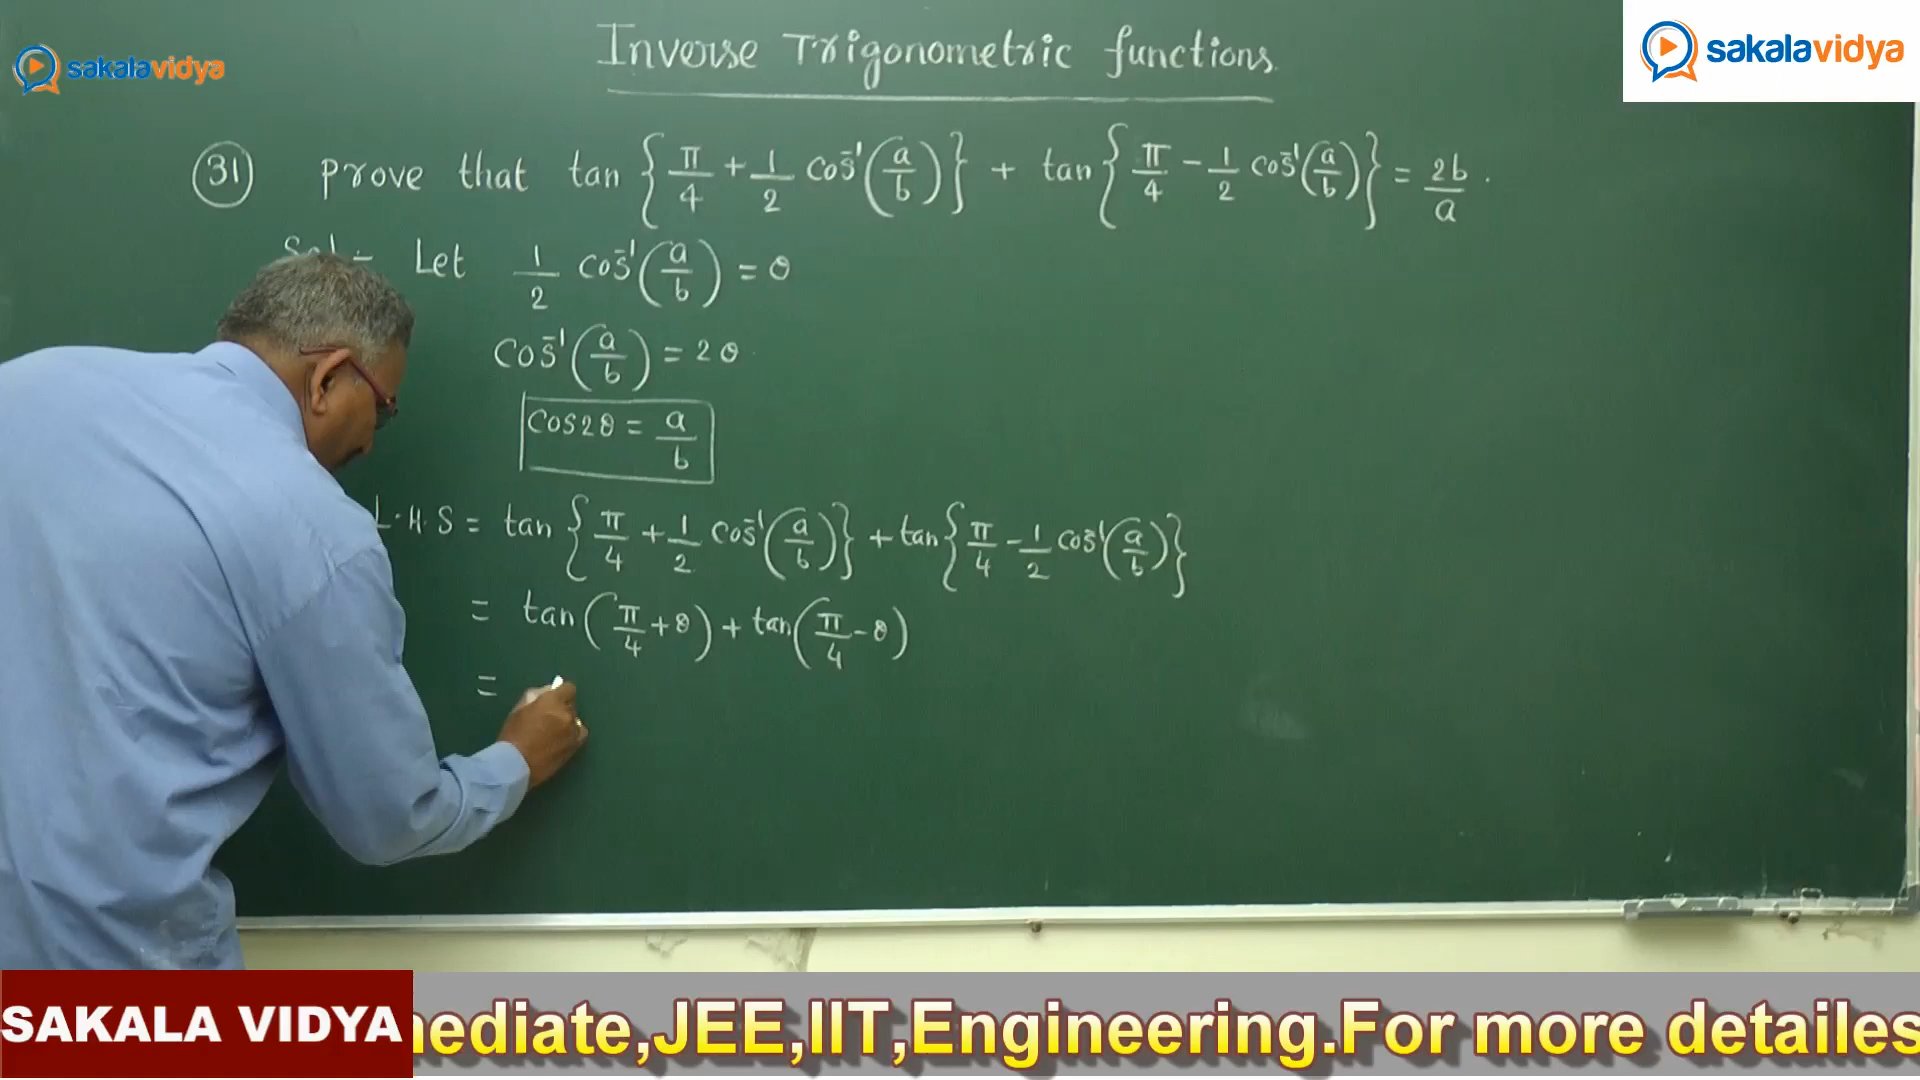 sakalavidya
sakalavidya
Inverse Trigonometric functions.
31 Prove that tan {π/4 + 1/2 cos⁻¹(a/b)} + tan {π/4 - 1/2 cos⁻¹(a/b)} = 2b/a .
Sol :- Let 1/2 cos⁻¹(a/b) = θ
cos⁻¹(a/b) = 2θ
cos2θ = a/b
L.H.S = tan {π/4 + 1/2 cos⁻¹(a/b)} + tan {π/4 - 1/2 cos⁻¹(a/b)}
= tan(π/4 + θ) + tan(π/4 - θ)
=
SAKALA VIDYA
mediate,JEE,IIT,Engineering.For more detailes